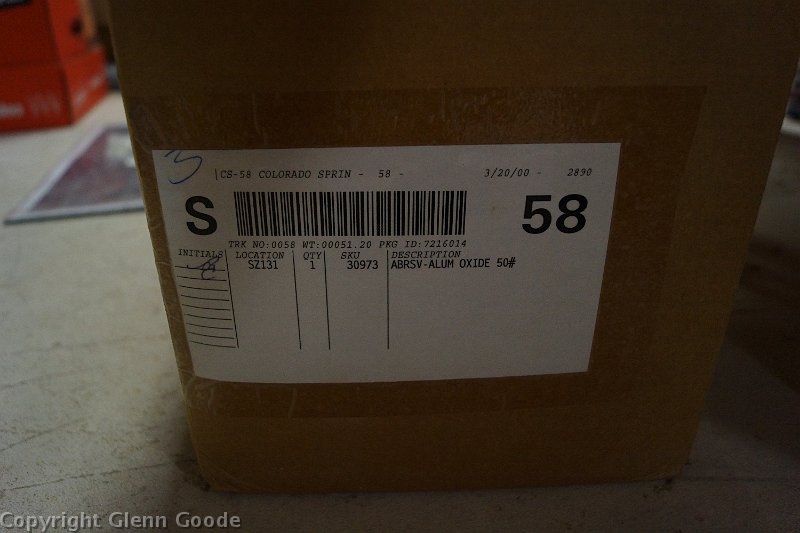 3
CS-58 COLORADO SPRIN - 58 - 3/20/00 - 2890
S 58
TRK NO:0058 WT:00051.20 PKG ID:7216014
INITIALS LOCATION QTY SKU DESCRIPTION
SZ131 1 30973 ABRSV-ALUM OXIDE 50#
Copyright Glenn Goode